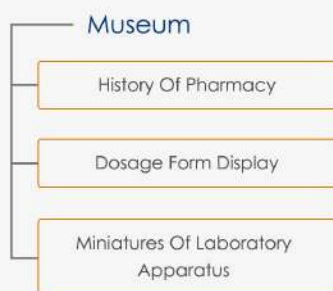 Museum
History Of Pharmacy
Dosage Form Display
Miniatures Of Laboratory
Apparatus